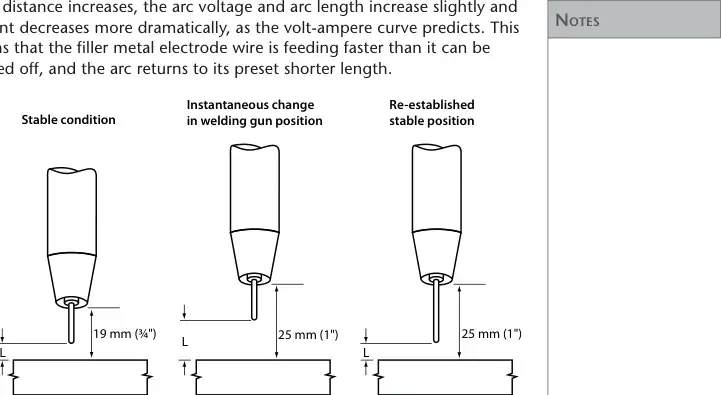 distance increases, the arc voltage and arc length increase slightly and
decreases more dramatically, as the volt-ampere curve predicts. This
that the filler metal electrode wire is feeding faster than it can be
off, and the arc returns to its preset shorter length.
NOTES
Stable condition
Instantaneous change
in welding gun position
Re-established
stable position
19 mm (¾")
L
L
25 mm (1")
L
25 mm (1")